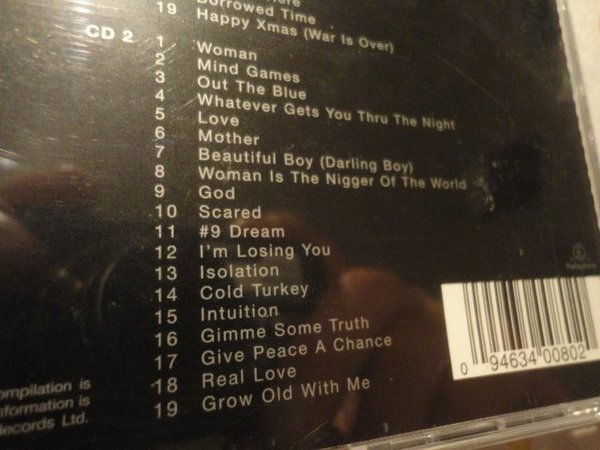 19 Happy Xmas (War Is Over)
Borrowed Time
CD 2 1 Woman
2 Mind Games
3 Out The Blue
4 Whatever Gets You Thru The Night
5 Love
6 Mother
7 Beautiful Boy (Darling Boy)
8 Woman Is The Nigger Of The World
9 God
10 Scared
11 #9 Dream
12 I'm Losing You
13 Isolation
14 Cold Turkey
15 Intuition
16 Gimme Some Truth
17 Give Peace A Chance
18 Real Love
19 Grow Old With Me
is
is
Ltd.
0 94634 00802